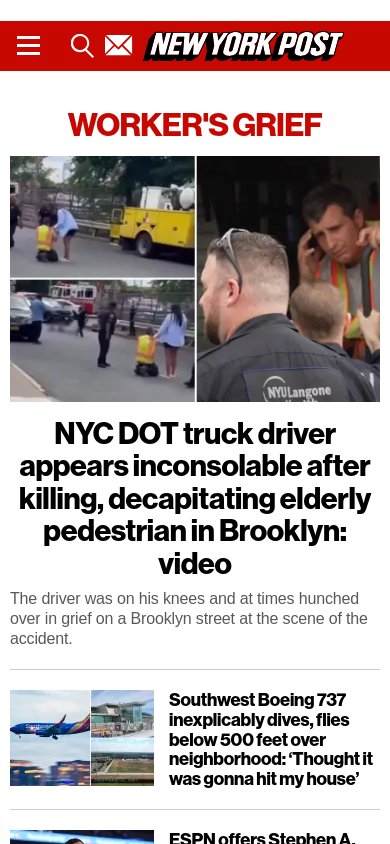 NEW YORK POST
WORKER'S GRIEF
NYU Langone
Health
NYC DOT truck driver
appears inconsolable after
killing, decapitating elderly
pedestrian in Brooklyn:
video
The driver was on his knees and at times hunched
over in grief on a Brooklyn street at the scene of the
accident.
Southwest Boeing 737
inexplicably dives, flies
below 500 feet over
neighborhood: ‘Thought it
was gonna hit my house’
ESPN offers Stephen A.